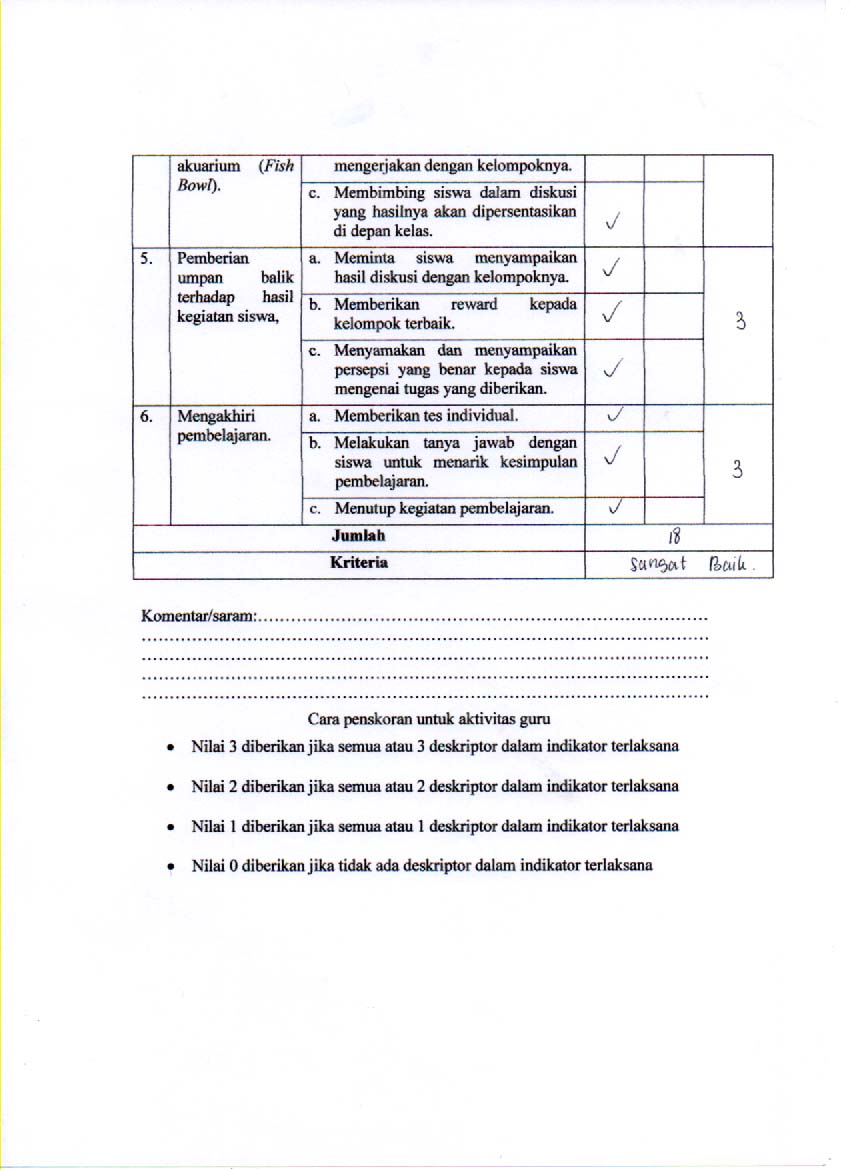 akuarium (Fish Bowl).
mengerjakan dengan kelompoknya.
c. Membimbing siswa dalam diskusi
yang hasilnya akan dipersentasikan
di depan kelas.
✓
5.
Pemberian
umpan balik
terhadap hasil
kegiatan siswa,
a. Meminta siswa menyampaikan
hasil diskusi dengan kelompoknya.
✓
b. Memberikan reward kepada
kelompok terbaik.
✓
c. Menyamakan dan menyampaikan
persepsi yang benar kepada siswa
mengenai tugas yang diberikan.
✓
3
6.
Mengakhiri
pembelajaran.
a. Memberikan tes individual.
✓
b. Melakukan tanya jawab dengan
siswa untuk menarik kesimpulan
pembelajaran.
✓
c. Menutup kegiatan pembelajaran.
✓
3
Jumlah 18
Kriteria Sangat Baik.
Komentar/saram:..................................................................................
.......................................................................................................
.......................................................................................................
.......................................................................................................
.......................................................................................................
Cara penskoran untuk aktivitas guru
• Nilai 3 diberikan jika semua atau 3 deskriptor dalam indikator terlaksana
• Nilai 2 diberikan jika semua atau 2 deskriptor dalam indikator terlaksana
• Nilai 1 diberikan jika semua atau 1 deskriptor dalam indikator terlaksana
• Nilai 0 diberikan jika tidak ada deskriptor dalam indikator terlaksana